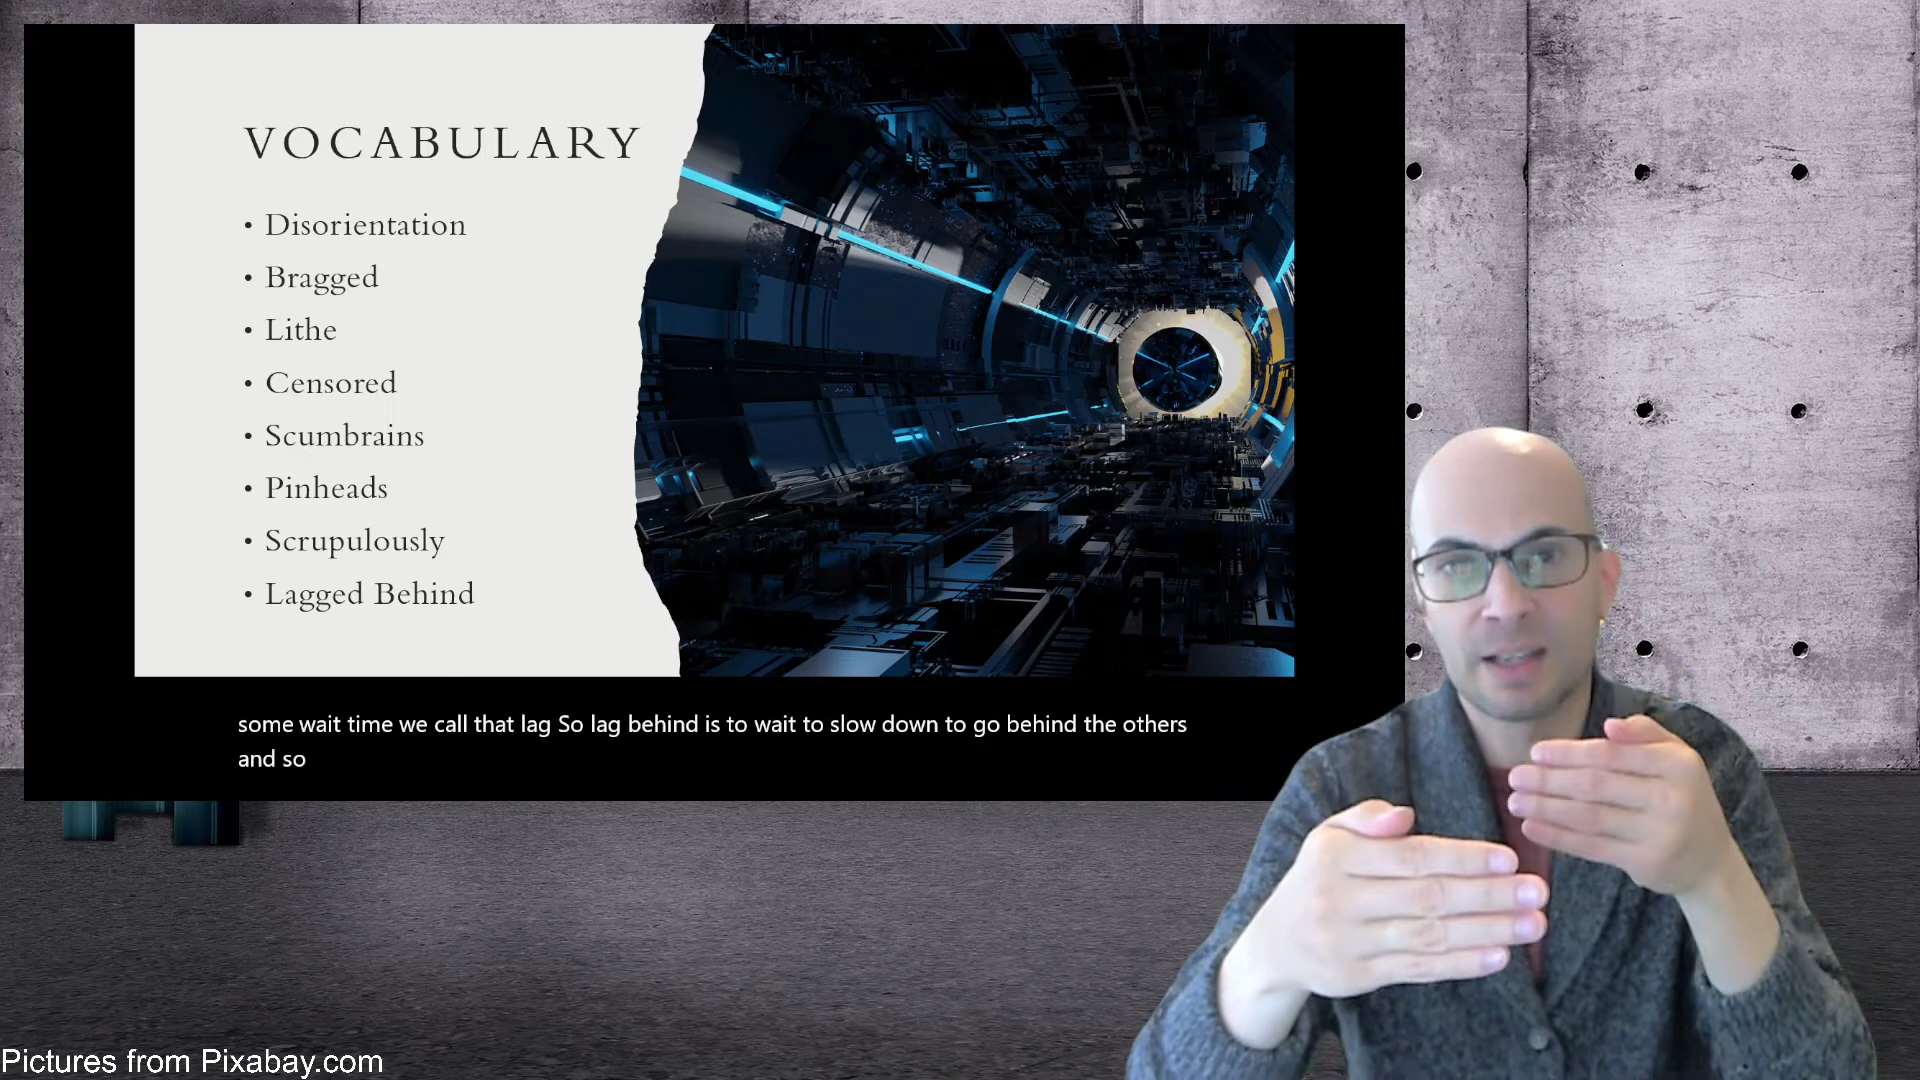 VOCABULARY
• Disorientation
• Bragged
• Lithe
• Censored
• Scumbrains
• Pinheads
• Scrupulously
• Lagged Behind
some wait time we call that lag So lag behind is to wait to slow down to go behind the others
and so
Pictures from Pixabay.com